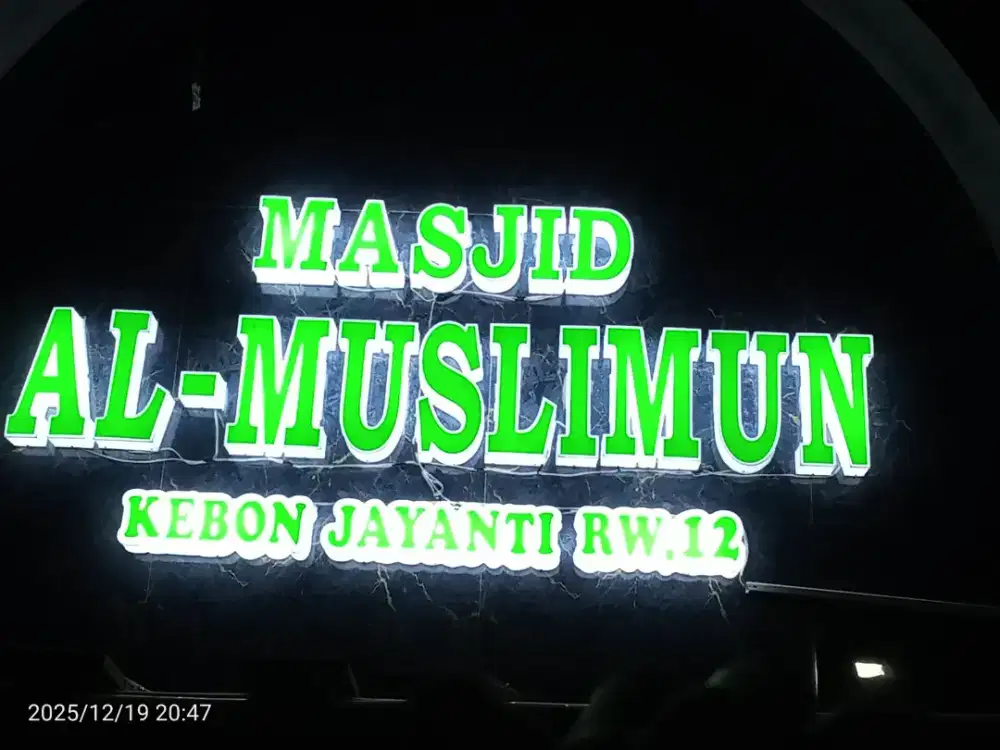 MASJID
AL-MUSLIMUN
KEBON JAYANTI RW.12
2025/12/19 20:47